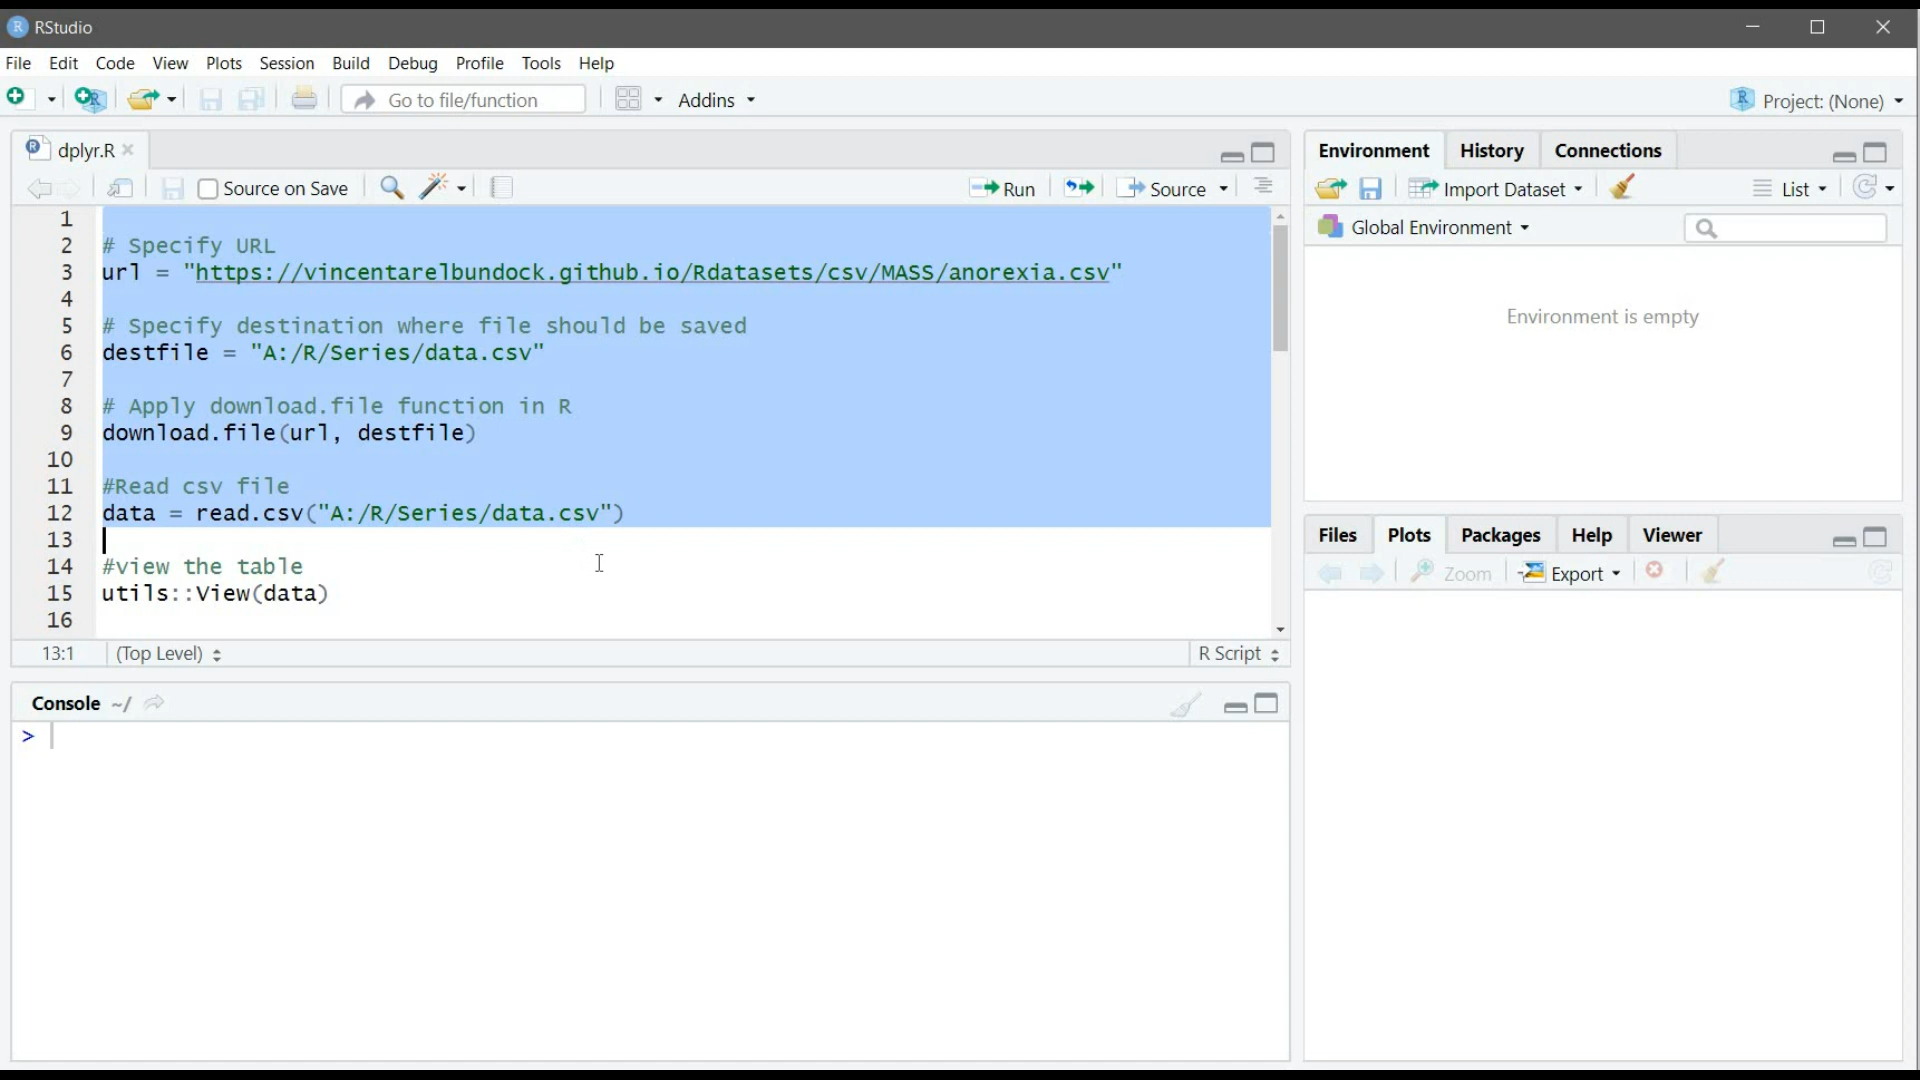 RStudio
File Edit Code View Plots Session Build Debug Profile Tools Help
Go to file/function Addins Project: (None)
dplyr.R
Source on Save Run Source
1
2 # Specify URL
3 url = "https://vincentarelbundock.github.io/Rdatasets/csv/MASS/anorexia.csv"
4
5 # Specify destination where file should be saved
6 destfile = "A:/R/Series/data.csv"
7
8 # Apply download.file function in R
9 download.file(url, destfile)
10
11 #Read csv file
12 data = read.csv("A:/R/Series/data.csv")
13
14 #view the table
15 utils::View(data)
16
13:1 (Top Level) R Script
Console ~/
>
Environment History Connections
Import Dataset List
Global Environment
Environment is empty
Files Plots Packages Help Viewer
Zoom Export